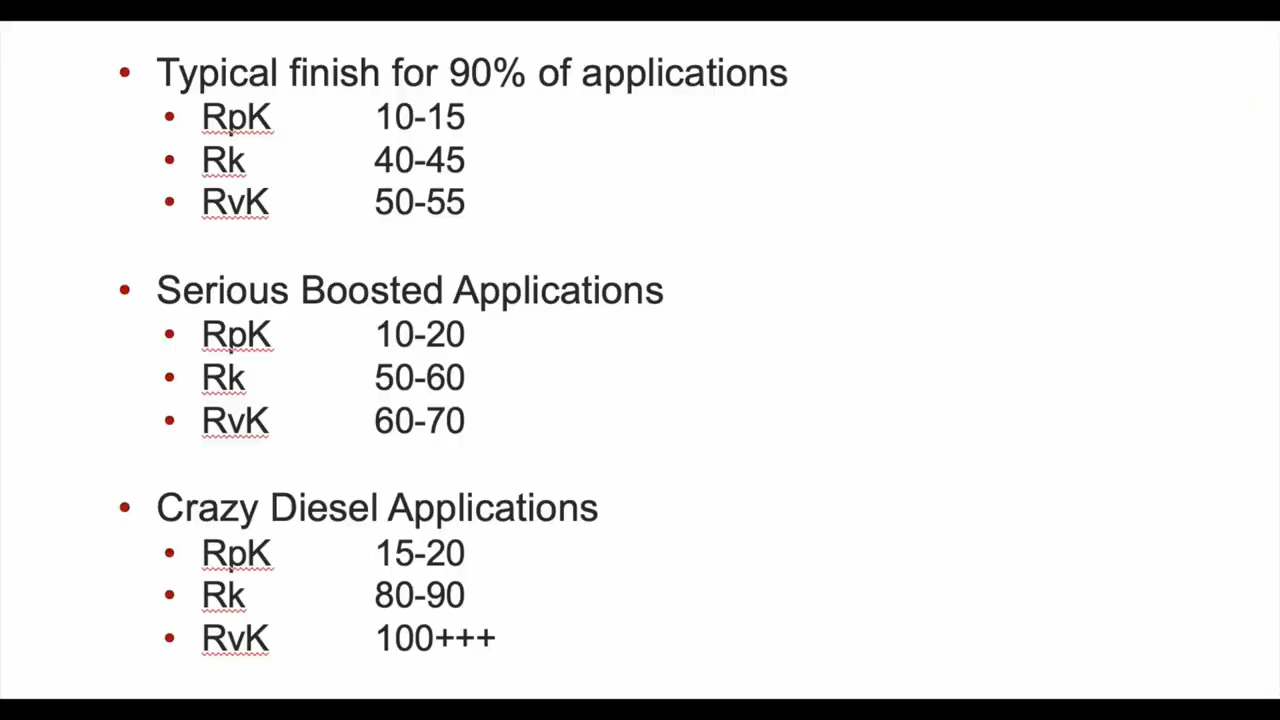 • Typical finish for 90% of applications
• RpK 10-15
• Rk 40-45
• RvK 50-55
• Serious Boosted Applications
• RpK 10-20
• Rk 50-60
• RvK 60-70
• Crazy Diesel Applications
• RpK 15-20
• Rk 80-90
• RvK 100+++